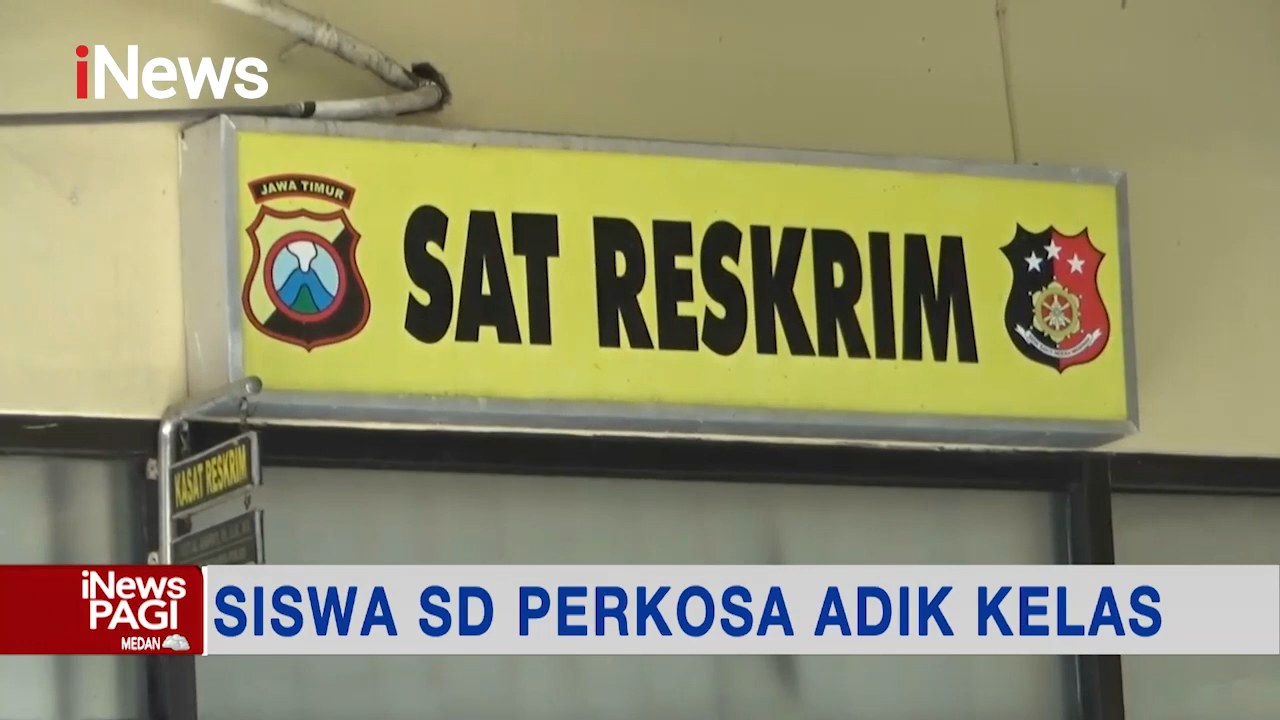 iNews
JAWA TIMUR
SAT RESKRIM
KASAT RESKRIM
iNews
PAGI
MEDAN
SISWA SD PERKOSA ADIK KELAS